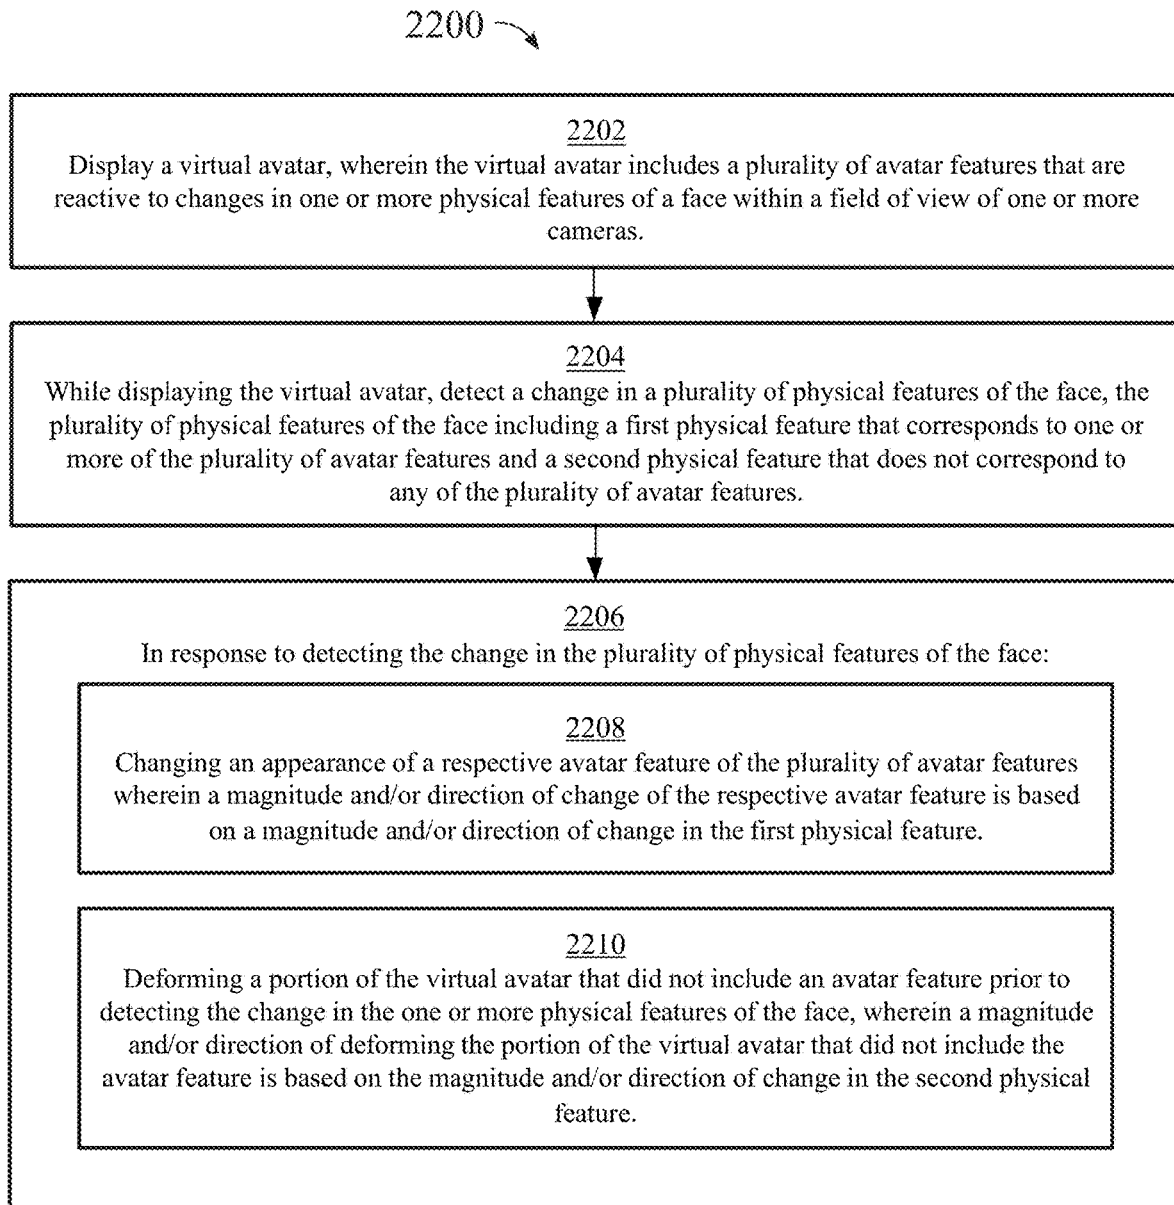 2200
2202
Display a virtual avatar, wherein the virtual avatar includes a plurality of avatar features that are
reactive to changes in one or more physical features of a face within a field of view of one or more
cameras.
2204
While displaying the virtual avatar, detect a change in a plurality of physical features of the face, the
plurality of physical features of the face including a first physical feature that corresponds to one or
more of the plurality of avatar features and a second physical feature that does not correspond to
any of the plurality of avatar features.
2206
In response to detecting the change in the plurality of physical features of the face:
2208
Changing an appearance of a respective avatar feature of the plurality of avatar features
wherein a magnitude and/or direction of change of the respective avatar feature is based
on a magnitude and/or direction of change in the first physical feature.
2210
Deforming a portion of the virtual avatar that did not include an avatar feature prior to
detecting the change in the one or more physical features of the face, wherein a magnitude
and/or direction of deforming the portion of the virtual avatar that did not include the
avatar feature is based on the magnitude and/or direction of change in the second physical
feature.